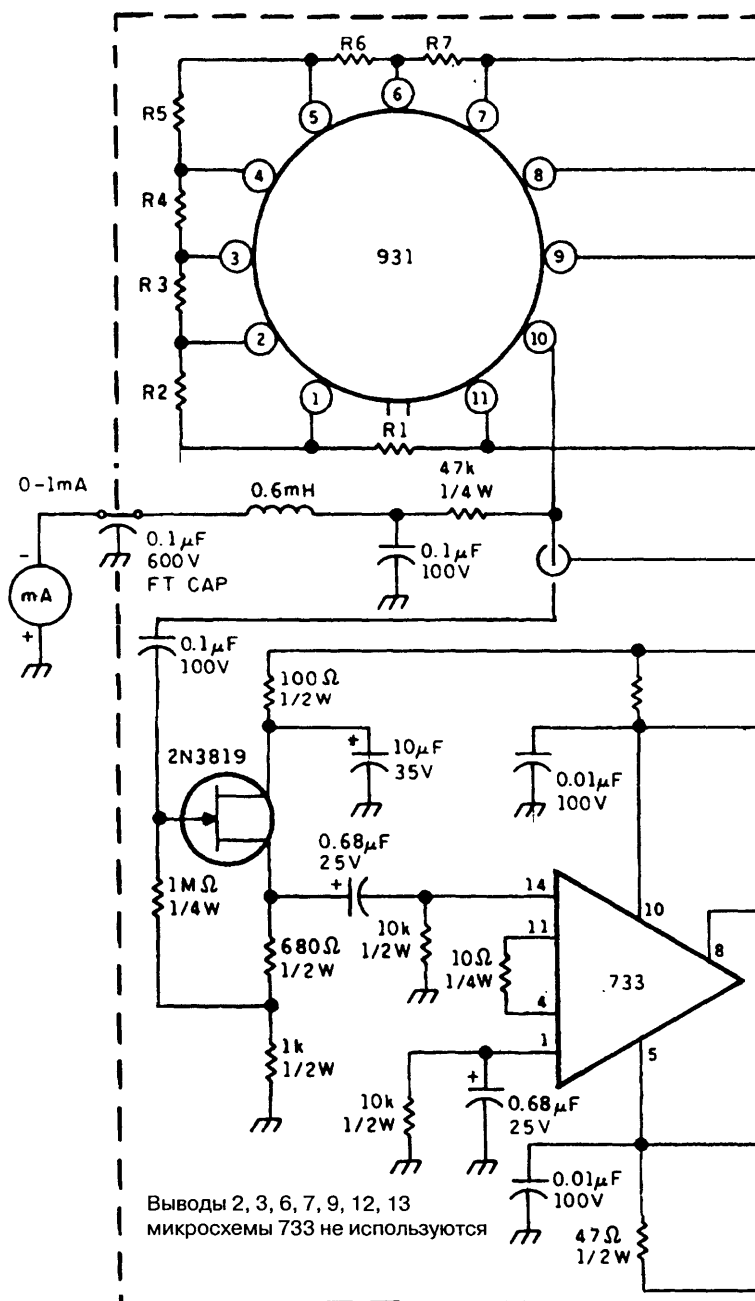 R6
R7
5
6
7
R5
4
8
R4
3
931
9
R3
2
10
R2
1
11
R1
47k
1/4W
0-1mA
0.6mH
0.1µF
600V
FT CAP
0.1µF
100V
-
mA
+
0.1µF
100V
100Ω
1/2W
2N3819
+
10µF
35V
0.01µF
100V
0.68µF
25V
+
1MΩ
1/4W
14
10
11
10k
1/2W
10Ω
1/4W
8
680Ω
1/2W
733
4
1
5
1k
1/2W
+
10k
1/2W
0.68µF
25V
0.01µF
100V
Выводы 2, 3, 6, 7, 9, 12, 13
микросхемы 733 не используются
47Ω
1/2W